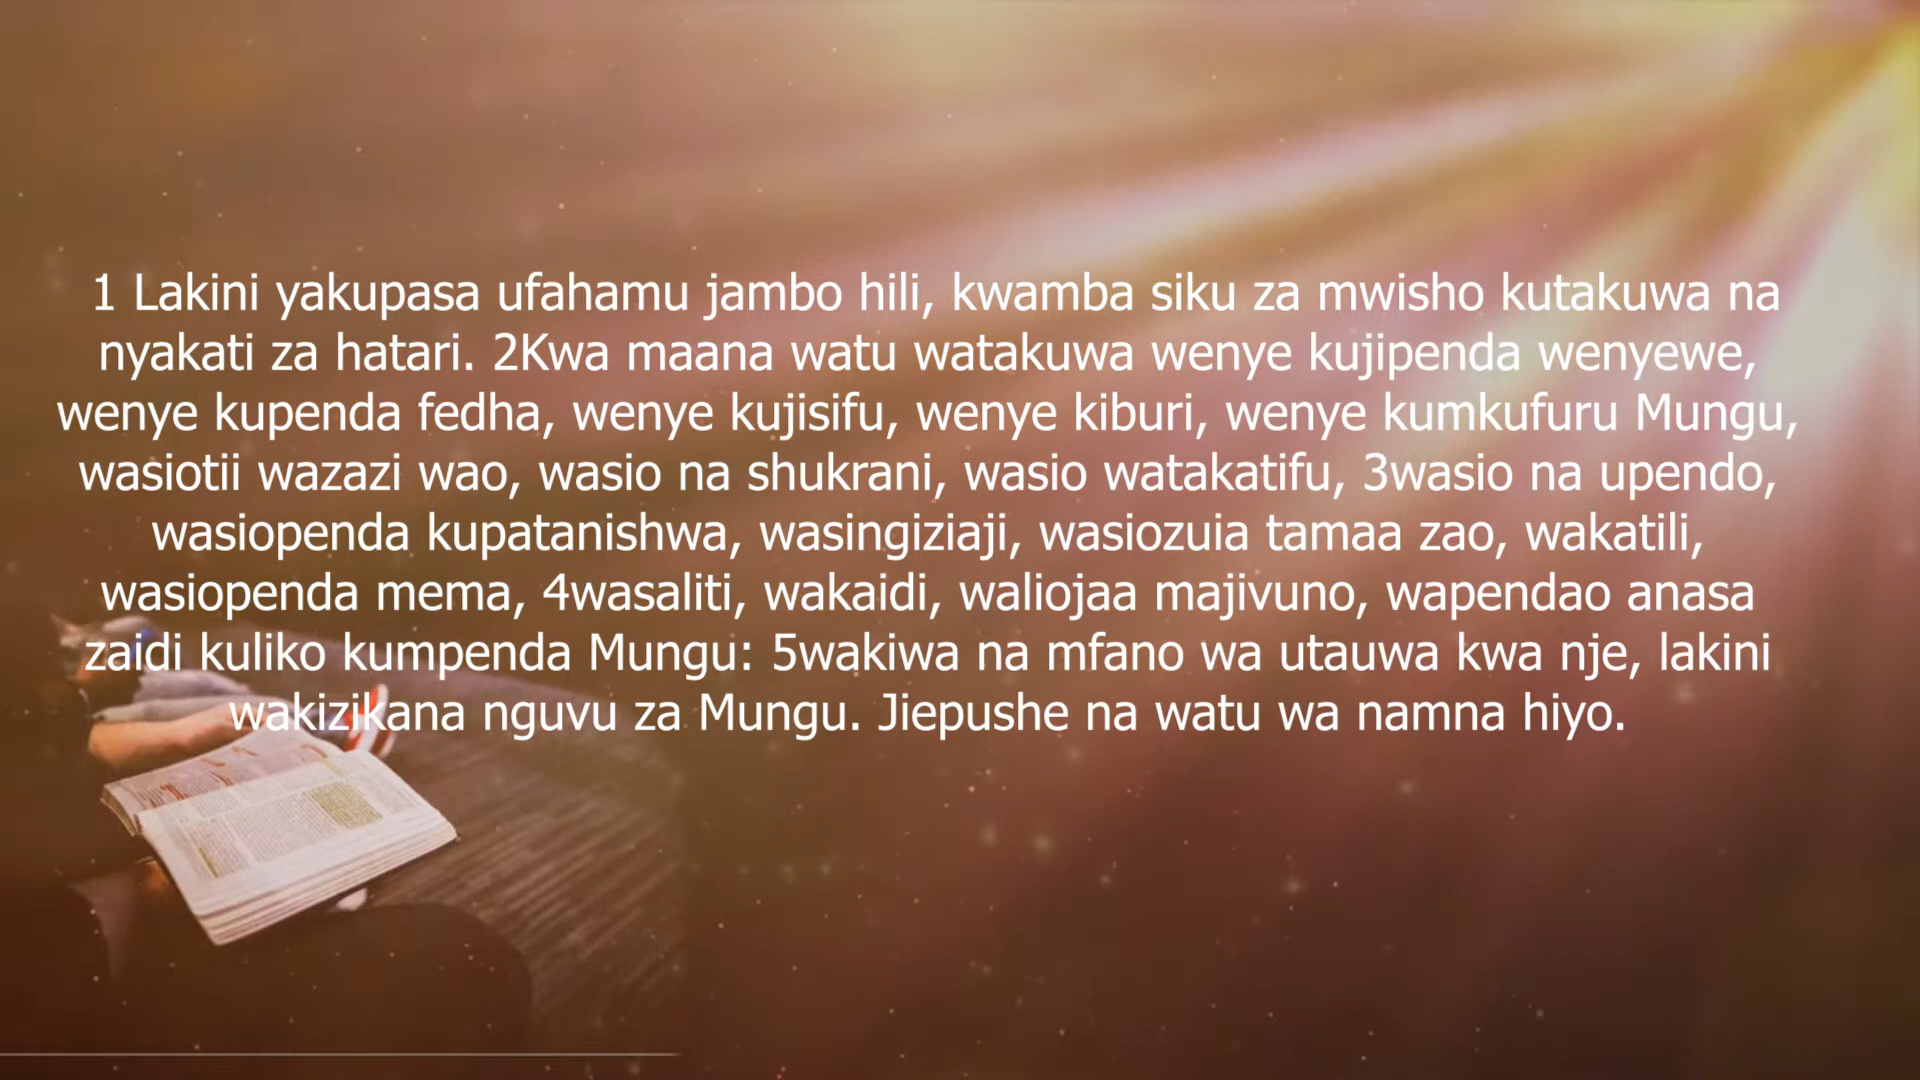 1 Lakini yakupasa ufahamu jambo hili, kwamba siku za mwisho kutakuwa na
nyakati za hatari. 2Kwa maana watu watakuwa wenye kujipenda wenyewe,
wenye kupenda fedha, wenye kujisifu, wenye kiburi, wenye kumkufuru Mungu,
wasiotii wazazi wao, wasio na shukrani, wasio watakatifu, 3wasio na upendo,
wasiopenda kupatanishwa, wasingiziaji, wasiozuia tamaa zao, wakatili,
wasiopenda mema, 4wasaliti, wakaidi, waliojaa majivuno, wapendao anasa
zaidi kuliko kumpenda Mungu: 5wakiwa na mfano wa utauwa kwa nje, lakini
wakizikana nguvu za Mungu. Jiepushe na watu wa namna hiyo.